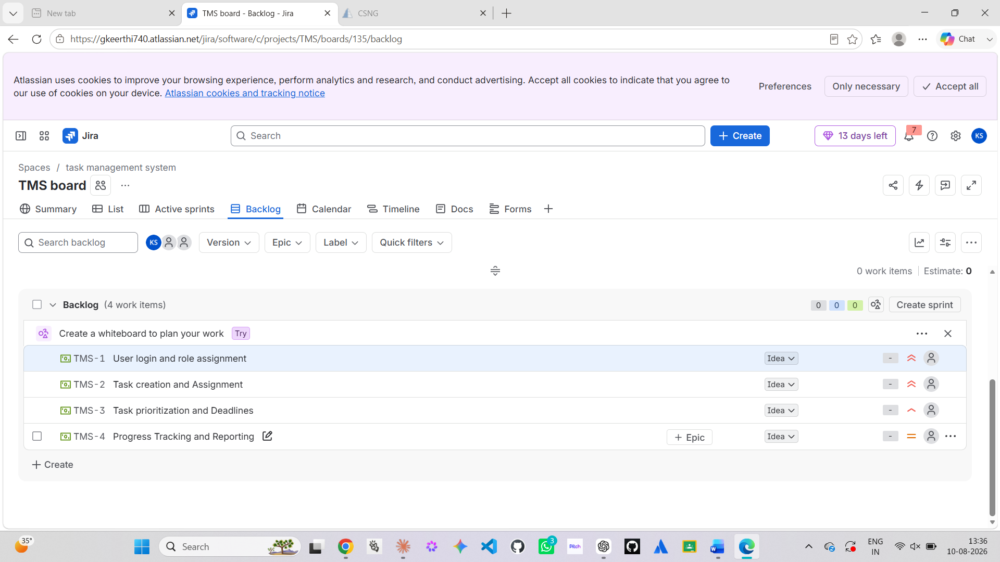 New tab
TMS board - Backlog - Jira
CSNG
https://gkeerthi740.atlassian.net/jira/software/c/projects/TMS/boards/135/backlog
Chat
Atlassian uses cookies to improve your browsing experience, perform analytics and research, and conduct advertising. Accept all cookies to indicate that you agree to
our use of cookies on your device. Atlassian cookies and tracking notice
Preferences
Only necessary
Accept all
Jira
Search
Create
13 days left
7
KS
Spaces / task management system
TMS board
Summary
List
Active sprints
Backlog
Calendar
Timeline
Docs
Forms
Search backlog
KS
Version
Epic
Label
Quick filters
0 work items
Estimate: 0
Backlog (4 work items)
0 0 0
Create sprint
Create a whiteboard to plan your work Try
TMS-1 User login and role assignment Idea -
TMS-2 Task creation and Assignment Idea -
TMS-3 Task prioritization and Deadlines Idea -
TMS-4 Progress Tracking and Reporting + Epic Idea -
+ Create
35°
Search
3
Pitch
ENG
IN
13:36
10-08-2026